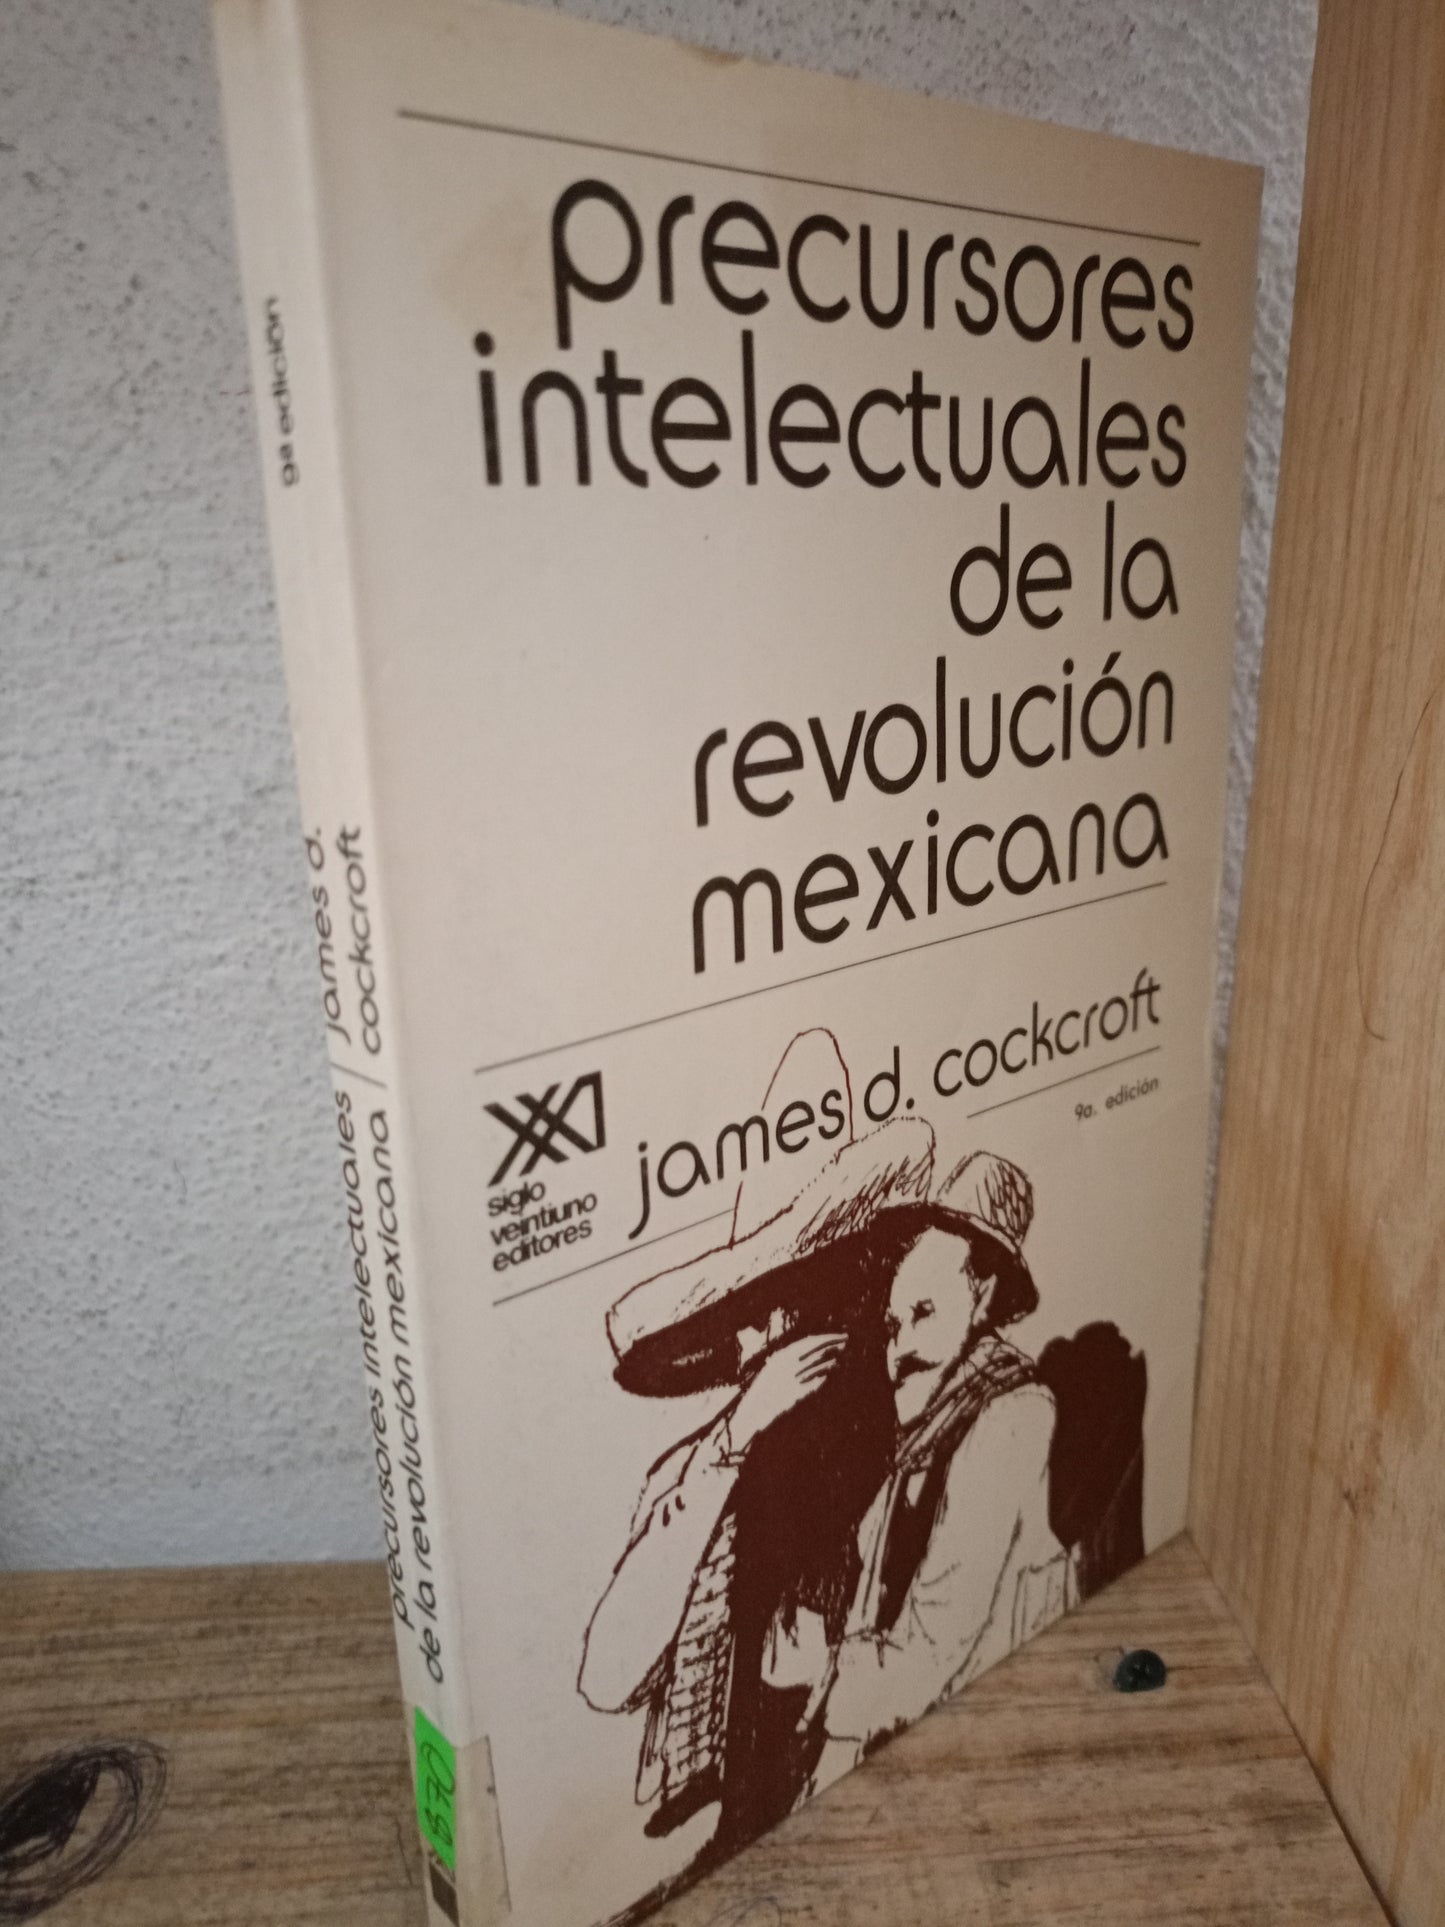 precursores
intelectuales
de la
revolución
mexicana
james d. cockcroft
9a. edición
siglo
veintiuno
editores
9ª edición
james d.
cockcroft
precursores intelectuales
de la revolución mexicana
$70